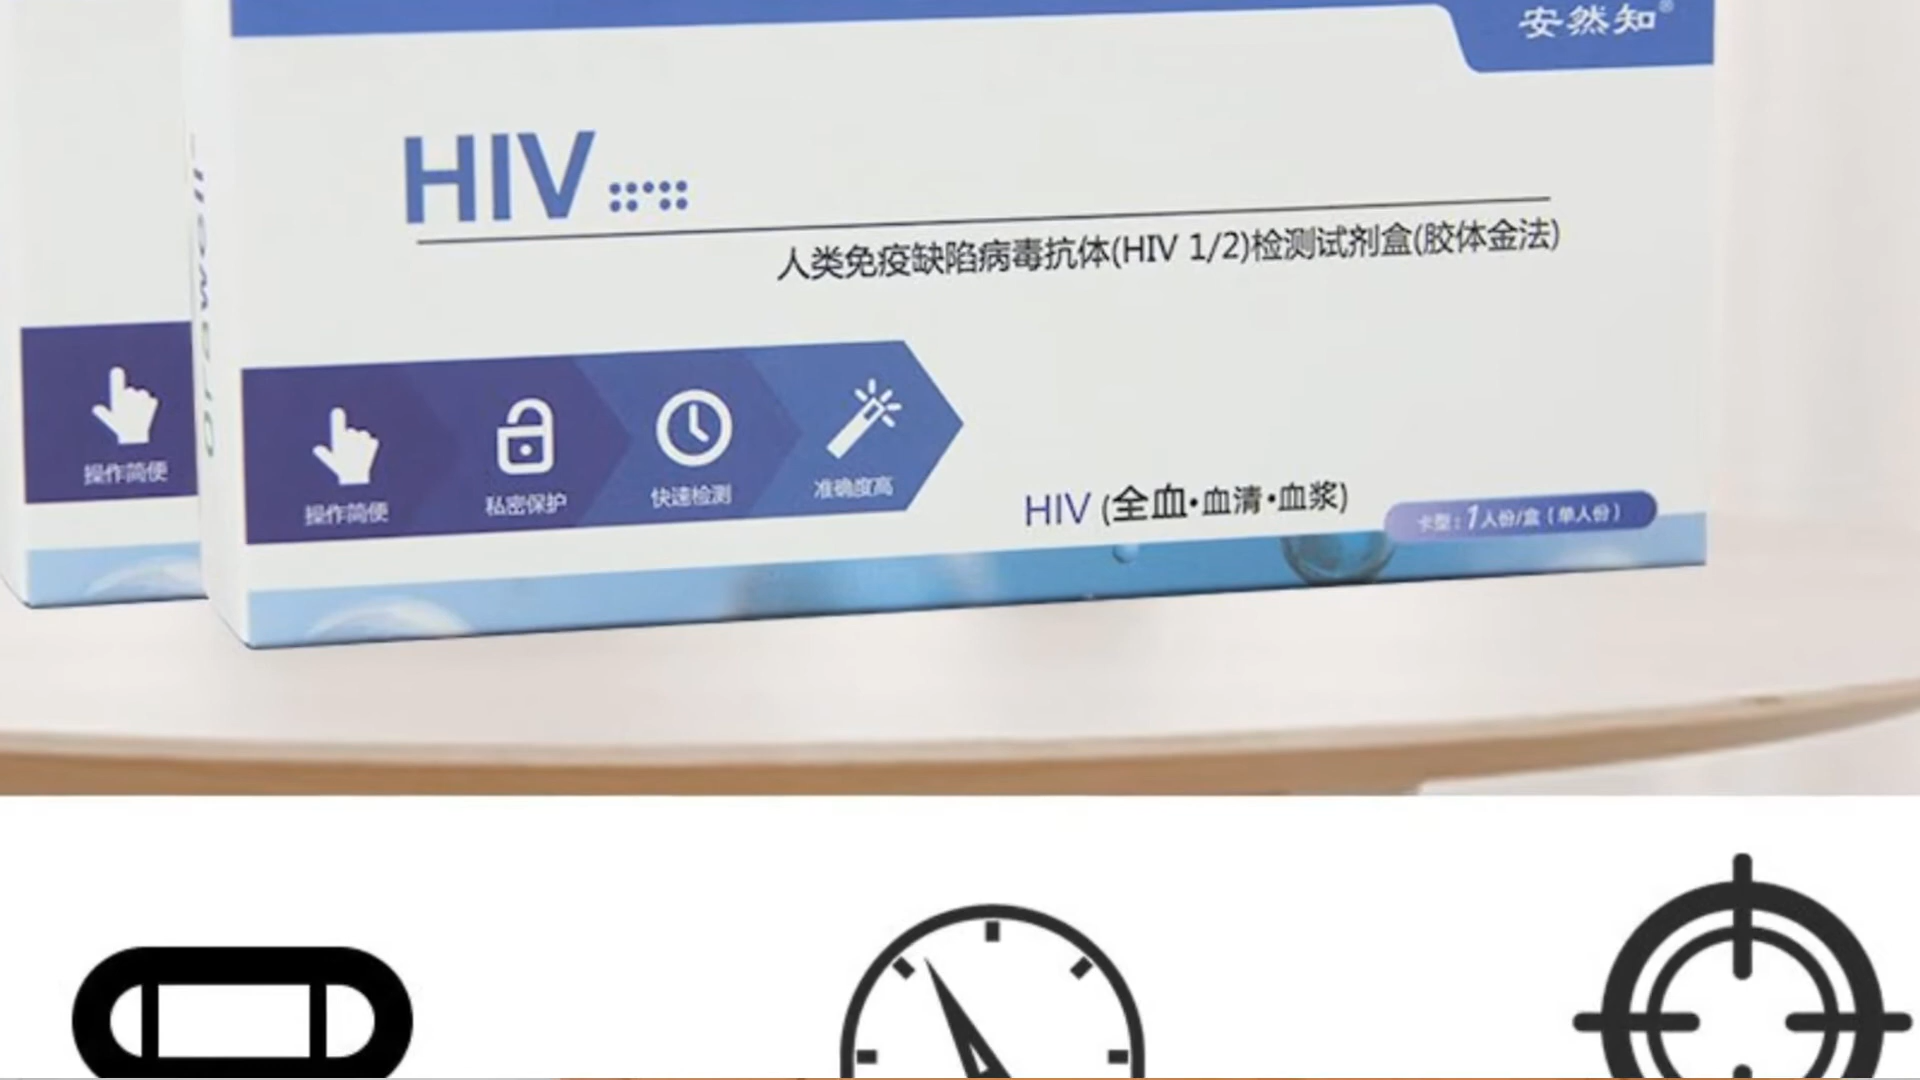 安然知®
HIV
人类免疫缺陷病毒抗体(HIV 1/2)检测试剂盒(胶体金法)
操作简便
操作简便
私密保护
快速检测
准确度高
HIV (全血·血清·血浆)
卡型：1人份/盒（单人份）